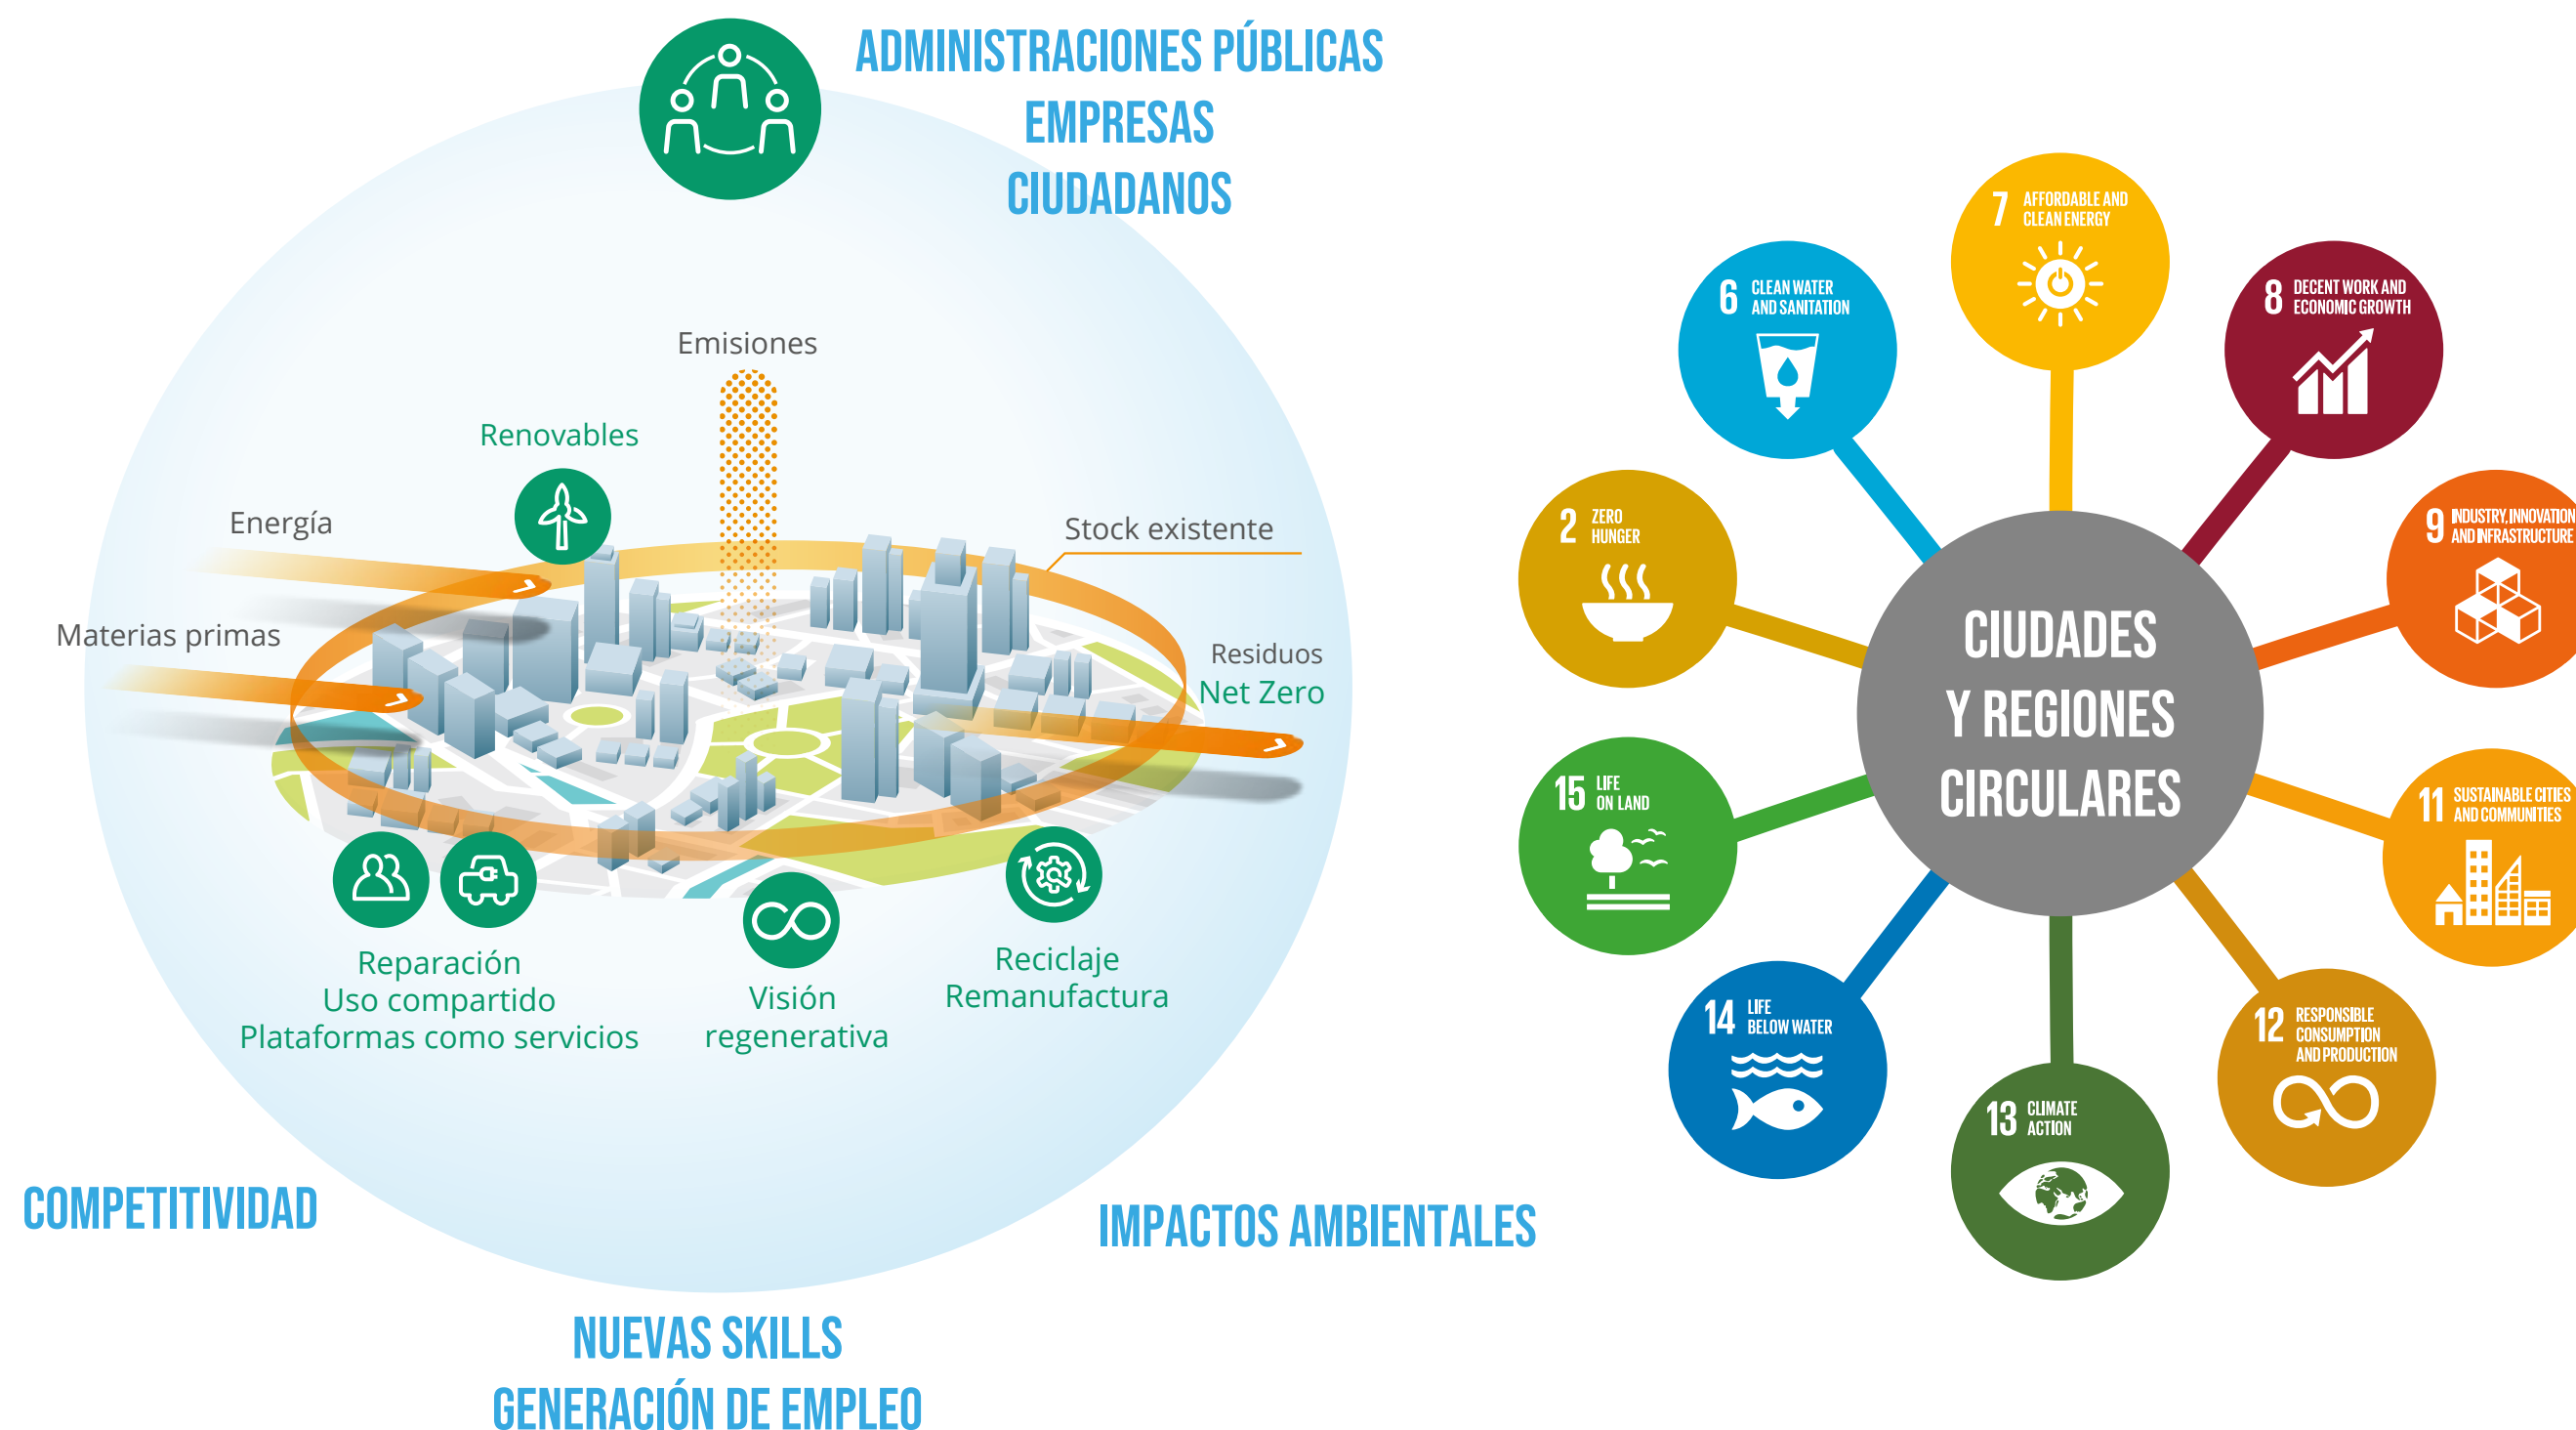 ADMINISTRACIONES PÚBLICAS
EMPRESAS
CIUDADANOS
Emisiones
Renovables
Energía
Stock existente
Materias primas
Residuos
Net Zero
Reparación
Uso compartido
Plataformas como servicios
Visión
regenerativa
Reciclaje
Remanufactura
COMPETITIVIDAD
IMPACTOS AMBIENTALES
NUEVAS SKILLS
GENERACIÓN DE EMPLEO
CIUDADES
Y REGIONES
CIRCULARES
7 AFFORDABLE AND
CLEAN ENERGY
8 DECENT WORK AND
ECONOMIC GROWTH
9 INDUSTRY, INNOVATION
AND INFRASTRUCTURE
11 SUSTAINABLE CITIES
AND COMMUNITIES
12 RESPONSIBLE
CONSUMPTION
AND PRODUCTION
13 CLIMATE
ACTION
14 LIFE
BELOW WATER
15 LIFE
ON LAND
2 ZERO
HUNGER
6 CLEAN WATER
AND SANITATION